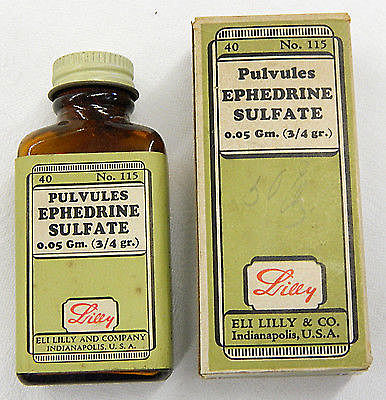 40 No. 115
PULVULES
EPHEDRINE
SULFATE
0.05 Gm. (3/4 gr.)
Lilly
ELI LILLY AND COMPANY
INDIANAPOLIS, U. S. A.
40 No. 115
Pulvules
EPHEDRINE
SULFATE
0.05 Gm. (3/4 gr.)
Lilly
ELI LILLY & CO.
Indianapolis, U.S.A.